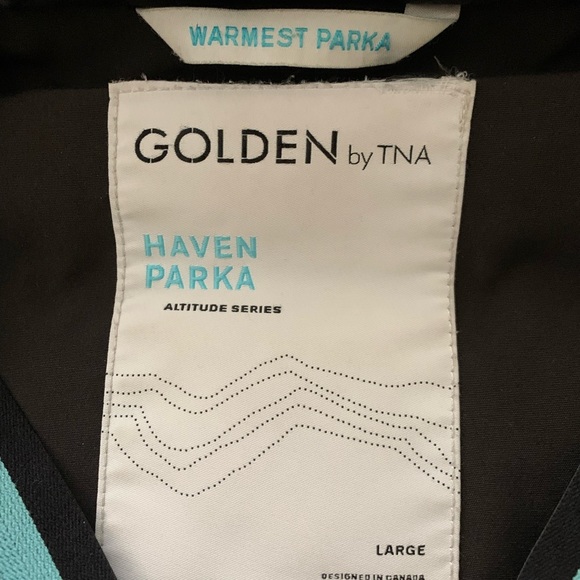 WARMEST PARKA
GOLDEN by TNA
HAVEN
PARKA
ALTITUDE SERIES
LARGE
DESIGNED IN CANADA